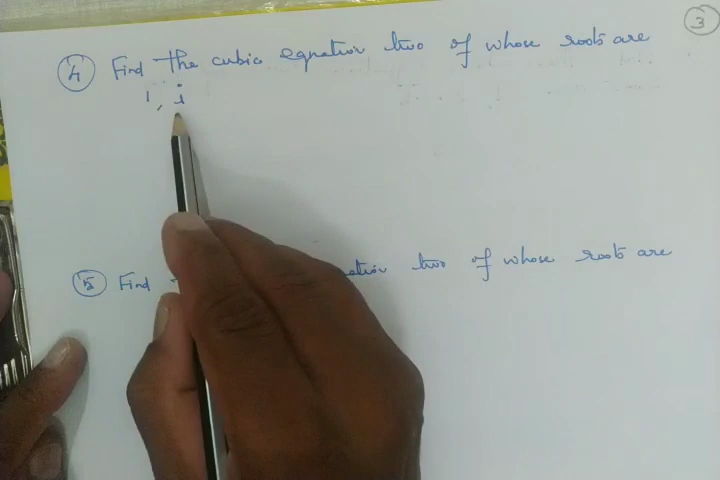 3
4 Find the cubic equation two of whose roots are
1, i
5 Find two of whose roots are